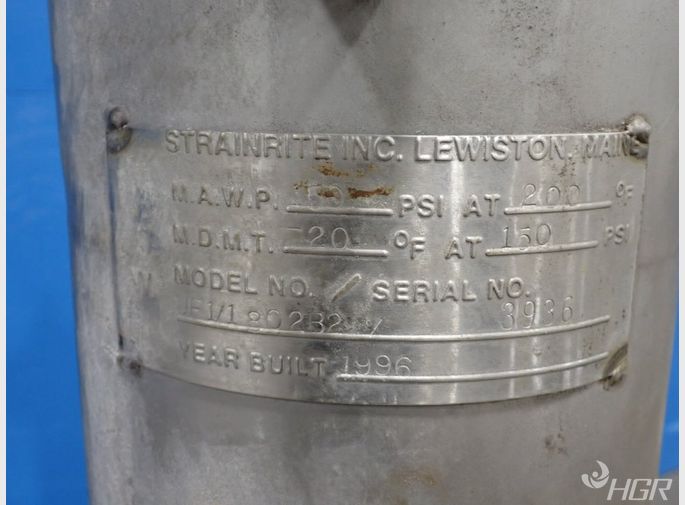 STRAINRITE INC. LEWISTON, MAINE
M.A.W.P. PSI AT 200 °F
M.D.M.T. -20 °F AT 150 PSI
MODEL NO. / SERIAL NO.
3936
YEAR BUILT 1996
HGR